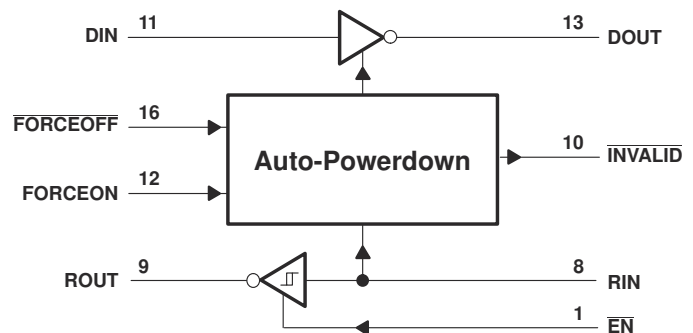 DIN 11 13 DOUT
FORCEOFF 16
Auto-Powerdown
10 INVALID
FORCEON 12
ROUT 9 8 RIN
1 EN